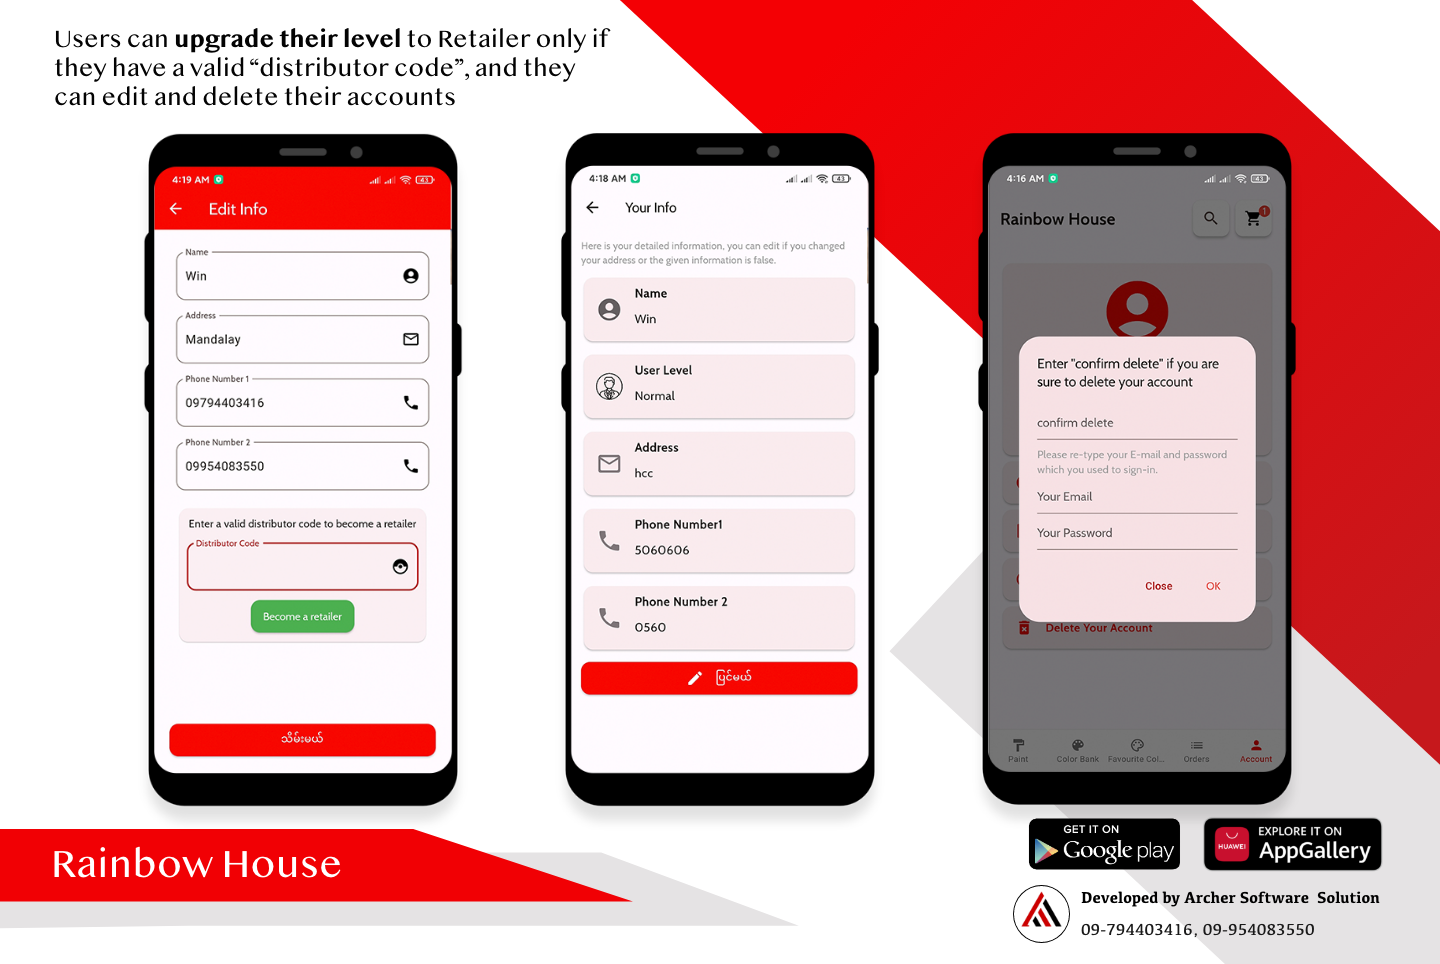 Users can upgrade their level to Retailer only if
they have a valid “distributor code”, and they
can edit and delete their accounts
4:19 AM
43
Edit Info
Name
Win
Address
Mandalay
Phone Number 1
09794403416
Phone Number 2
09954083550
Enter a valid distributor code to become a retailer
Distributor Code
Become a retailer
သိမ်းမယ်
4:18 AM
43
Your Info
Here is your detailed information, you can edit if you changed
your address or the given information is false.
Name
Win
User Level
Normal
Address
hcc
Phone Number1
5060606
Phone Number 2
0560
ပြင်မယ်
4:16 AM
43
Rainbow House
1
Enter "confirm delete" if you are
sure to delete your account
confirm delete
Please re-type your E-mail and password
which you used to sign-in.
Your Email
Your Password
Close OK
Delete Your Account
Paint Color Bank Favourite Col... Orders Account
Rainbow House
GET IT ON
Google play
HUAWEI
EXPLORE IT ON
AppGallery
Developed by Archer Software Solution
09-794403416, 09-954083550